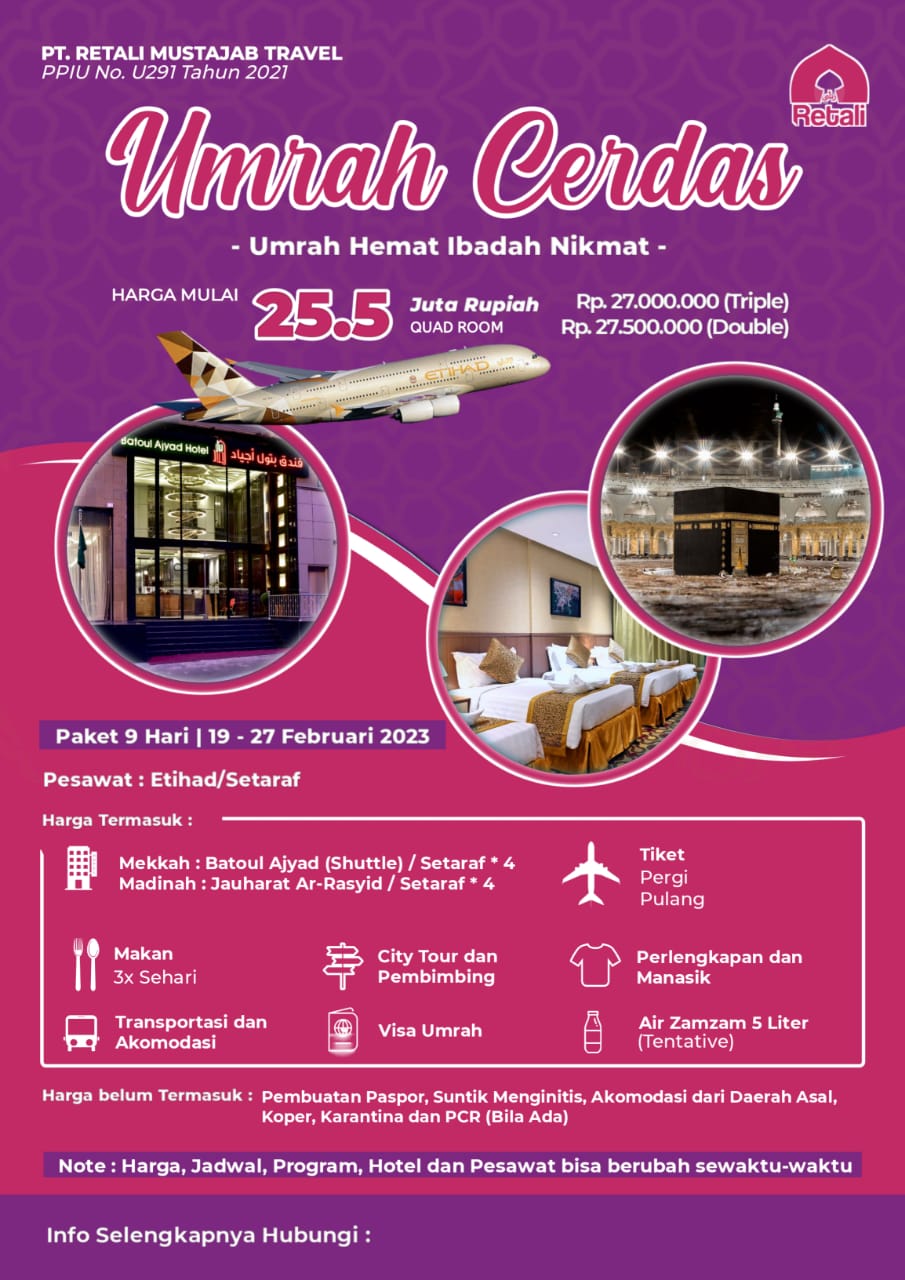 PT. RETALI MUSTAJAB TRAVEL
PPIU No. U291 Tahun 2021
Retali
Umrah Cerdas
- Umrah Hemat Ibadah Nikmat -
HARGA MULAI
25.5
Juta Rupiah
QUAD ROOM
Rp. 27.000.000 (Triple)
Rp. 27.500.000 (Double)
ETIHAD
Batoul Ajyad Hotel
فندق بتول أجياد
Paket 9 Hari | 19 - 27 Februari 2023
Pesawat : Etihad/Setaraf
Harga Termasuk :
Mekkah : Batoul Ajyad (Shuttle) / Setaraf * 4
Madinah : Jauharat Ar-Rasyid / Setaraf * 4
Tiket
Pergi
Pulang
Makan
3x Sehari
City Tour dan
Pembimbing
Perlengkapan dan
Manasik
Transportasi dan
Akomodasi
Visa Umrah
Air Zamzam 5 Liter
(Tentative)
Harga belum Termasuk : Pembuatan Paspor, Suntik Menginitis, Akomodasi dari Daerah Asal,
Koper, Karantina dan PCR (Bila Ada)
Note : Harga, Jadwal, Program, Hotel dan Pesawat bisa berubah sewaktu-waktu
Info Selengkapnya Hubungi :